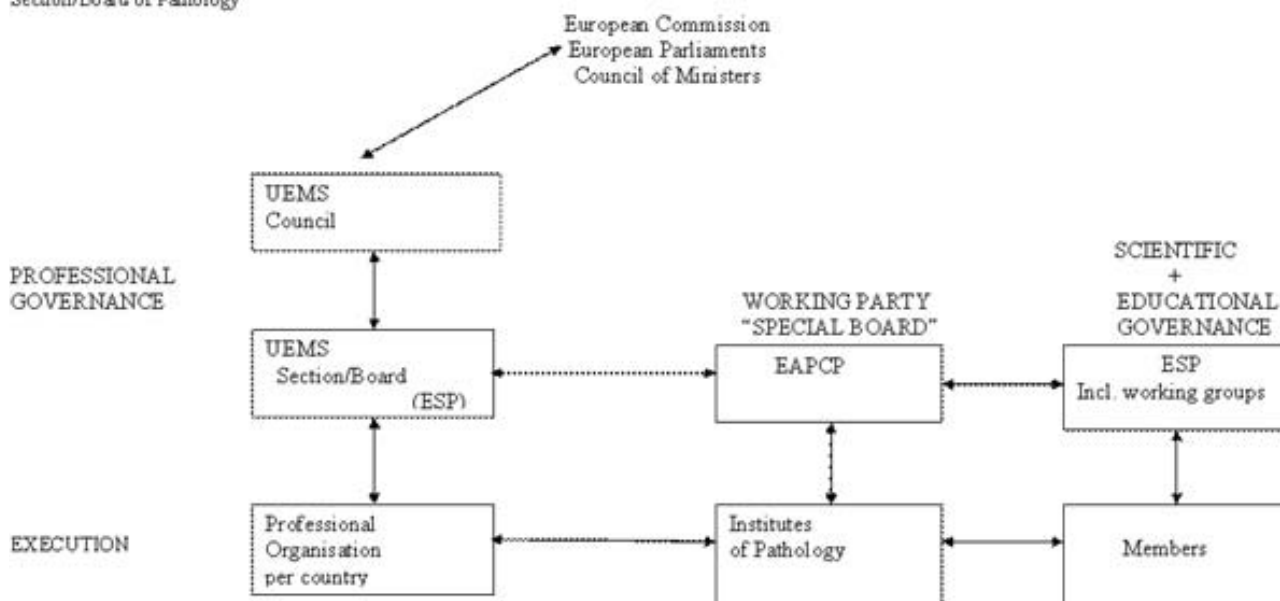 Section/Board of Pathology
European Commission
European Parliaments
Council of Ministers
UEMS
Council
PROFESSIONAL
GOVERNANCE
SCIENTIFIC
+
EDUCATIONAL
GOVERNANCE
WORKING PARTY
"SPECIAL BOARD"
UEMS
Section/Board
(ESP)
EAPCP
ESP
Incl. working groups
EXECUTION
Professional
Organisation
per country
Institutes
of Pathology
Members